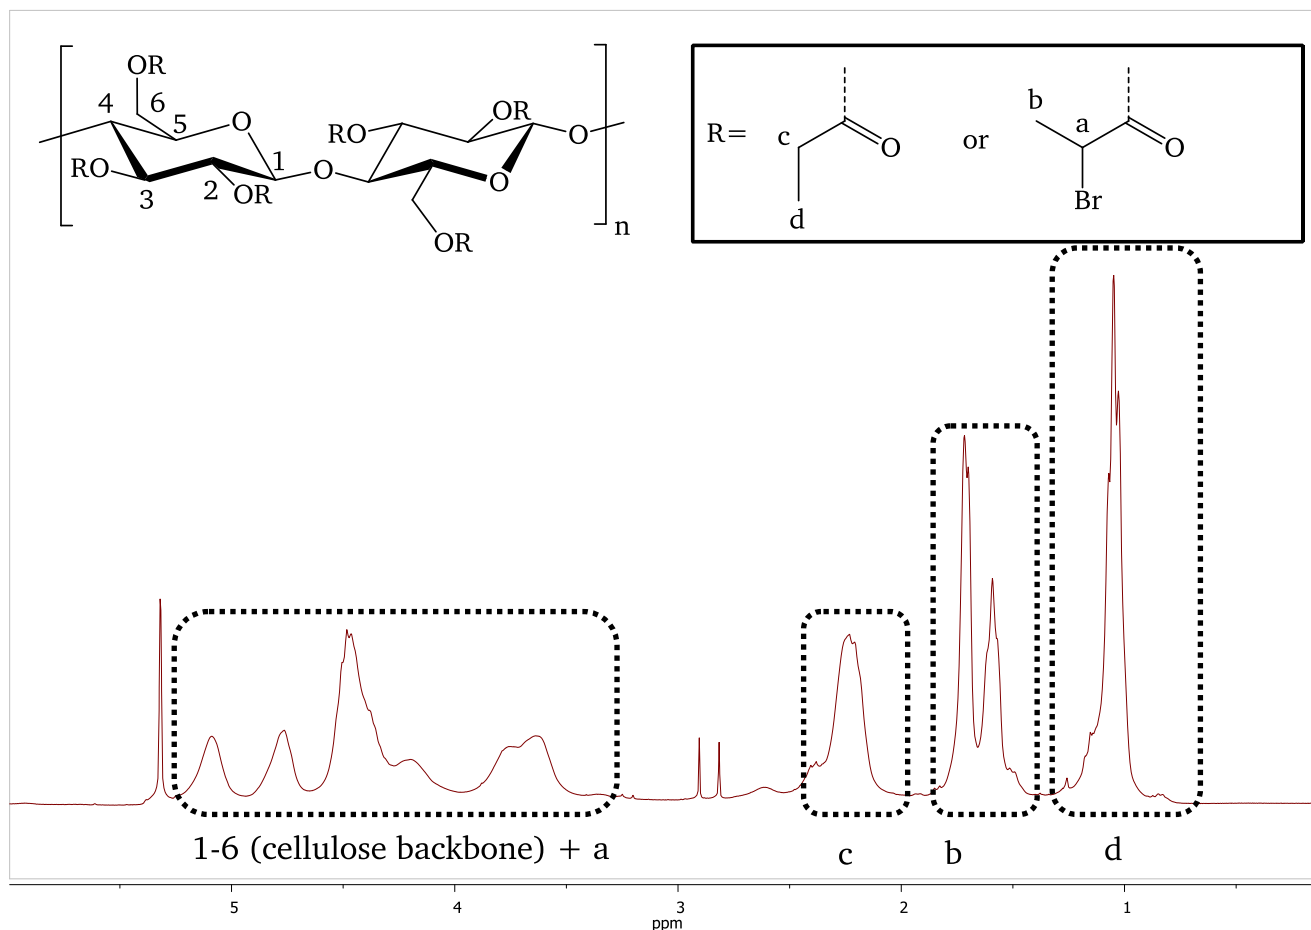 OR
4
6
5
O
1
RO
3
2
OR
O
RO
OR
O
O
OR
n
R=
c
d
O
or
b
a
O
Br
1-6 (cellulose backbone) + a
c
b
d
5
4
3
2
1
ppm